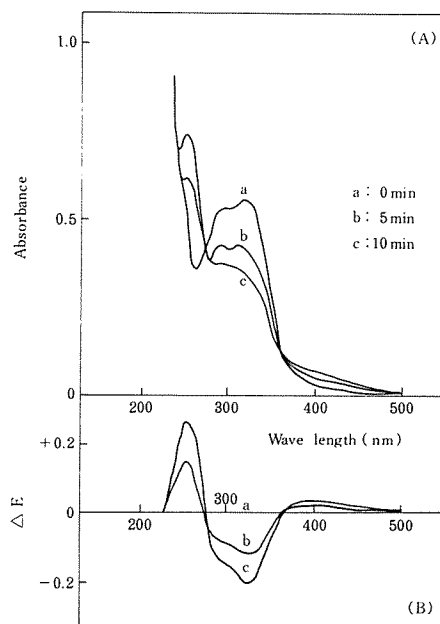 (A)
1.0
Absorbance
0.5
0
a
b
c
a : 0 min
b : 5 min
c : 10 min
200 300 400 500
Wave length ( nm )
+0.2
Δ E
0
-0.2
200 300 400 500
a
b
c
(B)